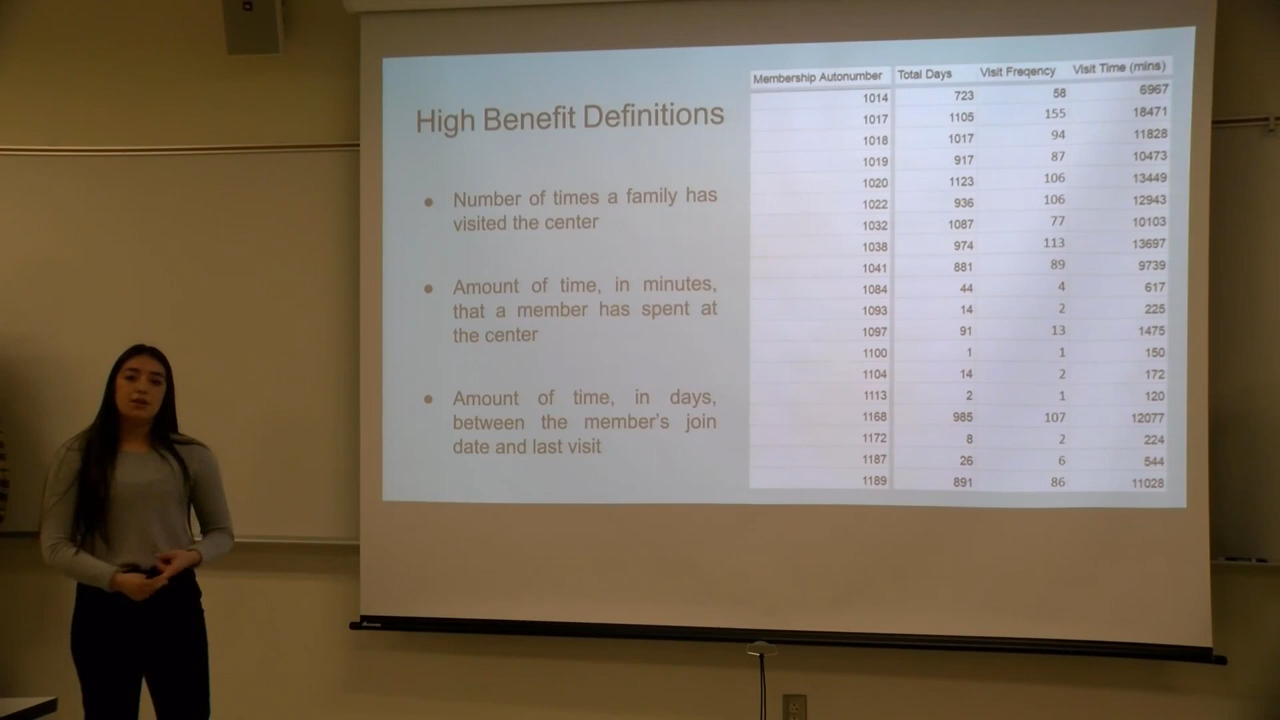 High Benefit Definitions
● Number of times a family has
visited the center
● Amount of time, in minutes,
that a member has spent at
the center
● Amount of time, in days,
between the member's join
date and last visit
Membership Autonumber Total Days Visit Freqency Visit Time (mins)
1014 723 58 6967
1017 1105 155 18471
1018 1017 94 11828
1019 917 87 10473
1020 1123 106 13449
1022 936 106 12943
1032 1087 77 10103
1038 974 113 13697
1041 881 89 9739
1084 44 4 617
1093 14 2 225
1097 91 13 1475
1100 1 1 150
1104 14 2 172
1113 2 1 120
1168 985 107 12077
1172 8 2 224
1187 26 6 544
1189 891 86 11028